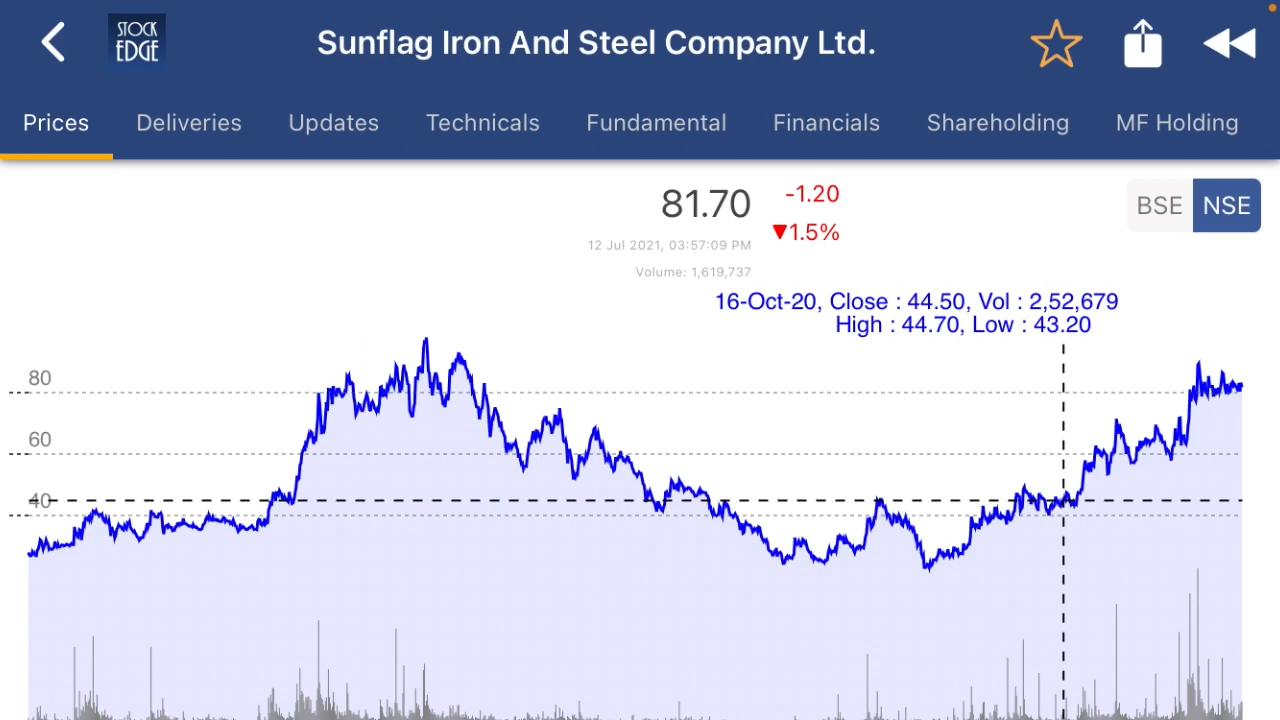 STOCK
EDGE
Sunflag Iron And Steel Company Ltd.
Prices Deliveries Updates Technicals Fundamental Financials Shareholding MF Holding
81.70 -1.20
▼1.5%
12 Jul 2021, 03:57:09 PM
Volume: 1,619,737
BSE NSE
16-Oct-20, Close : 44.50, Vol : 2,52,679
High : 44.70, Low : 43.20
80
60
40